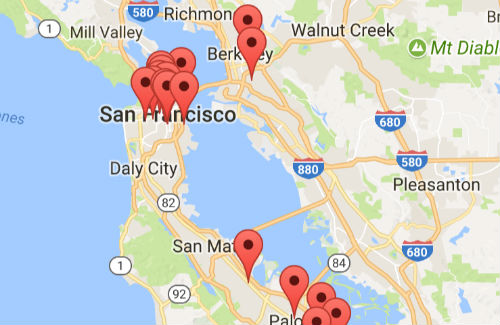 580
Richmond
1
Mill Valley
Walnut Creek
Berkeley
Mt Diabl
San Francisco
680
580
880
Daly City
Pleasanton
82
San Mat
680
1
84
92
Palo